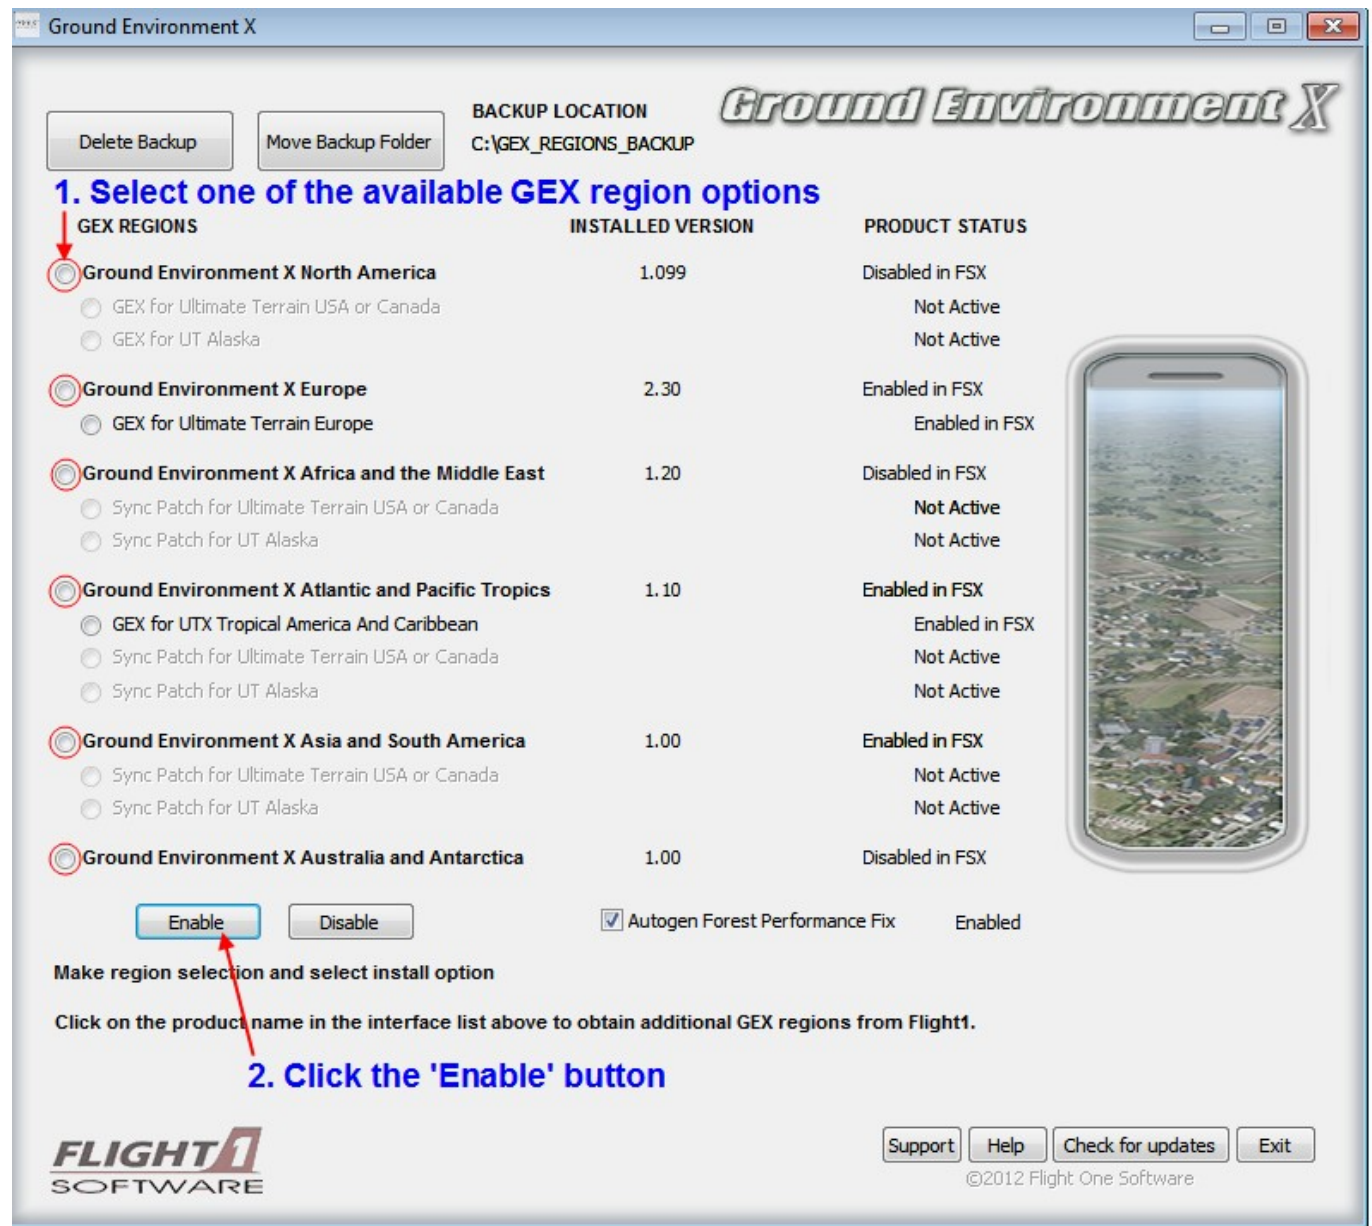 Ground Environment X
Ground Environment X
BACKUP LOCATION
Delete Backup Move Backup Folder C:\GEX_REGIONS_BACKUP
1. Select one of the available GEX region options
GEX REGIONS INSTALLED VERSION PRODUCT STATUS
Ground Environment X North America 1.099 Disabled in FSX
GEX for Ultimate Terrain USA or Canada Not Active
GEX for UT Alaska Not Active
Ground Environment X Europe 2.30 Enabled in FSX
GEX for Ultimate Terrain Europe Enabled in FSX
Ground Environment X Africa and the Middle East 1.20 Disabled in FSX
Sync Patch for Ultimate Terrain USA or Canada Not Active
Sync Patch for UT Alaska Not Active
Ground Environment X Atlantic and Pacific Tropics 1.10 Enabled in FSX
GEX for UTX Tropical America And Caribbean Enabled in FSX
Sync Patch for Ultimate Terrain USA or Canada Not Active
Sync Patch for UT Alaska Not Active
Ground Environment X Asia and South America 1.00 Enabled in FSX
Sync Patch for Ultimate Terrain USA or Canada Not Active
Sync Patch for UT Alaska Not Active
Ground Environment X Australia and Antarctica 1.00 Disabled in FSX
Enable Disable Autogen Forest Performance Fix Enabled
Make region selection and select install option
Click on the product name in the interface list above to obtain additional GEX regions from Flight1.
2. Click the 'Enable' button
FLIGHT1
SOFTWARE
Support Help Check for updates Exit
©2012 Flight One Software